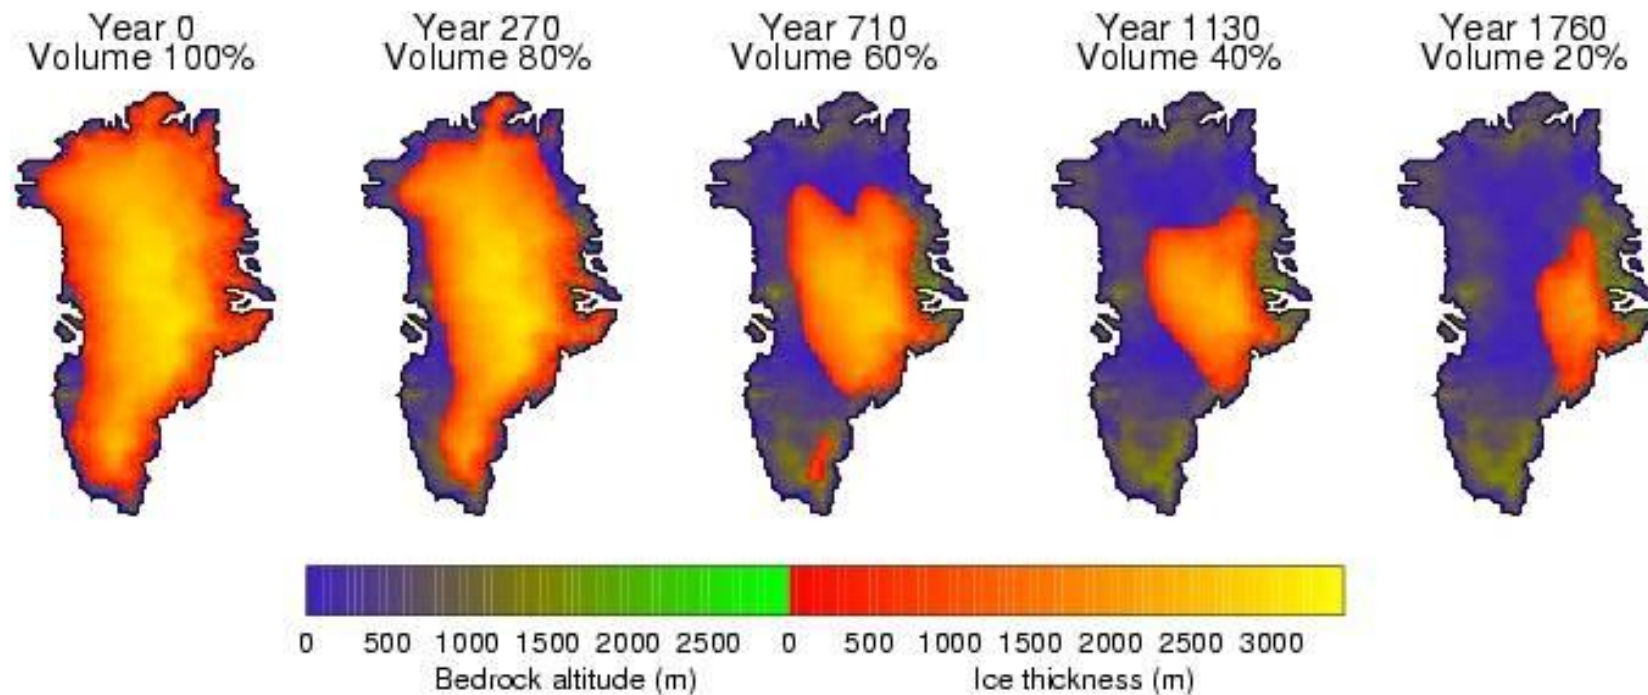 Year 0
Volume 100%
Year 270
Volume 80%
Year 710
Volume 60%
Year 1130
Volume 40%
Year 1760
Volume 20%
0 500 1000 1500 2000 2500 0 500 1000 1500 2000 2500 3000
Bedrock altitude (m) Ice thickness (m)